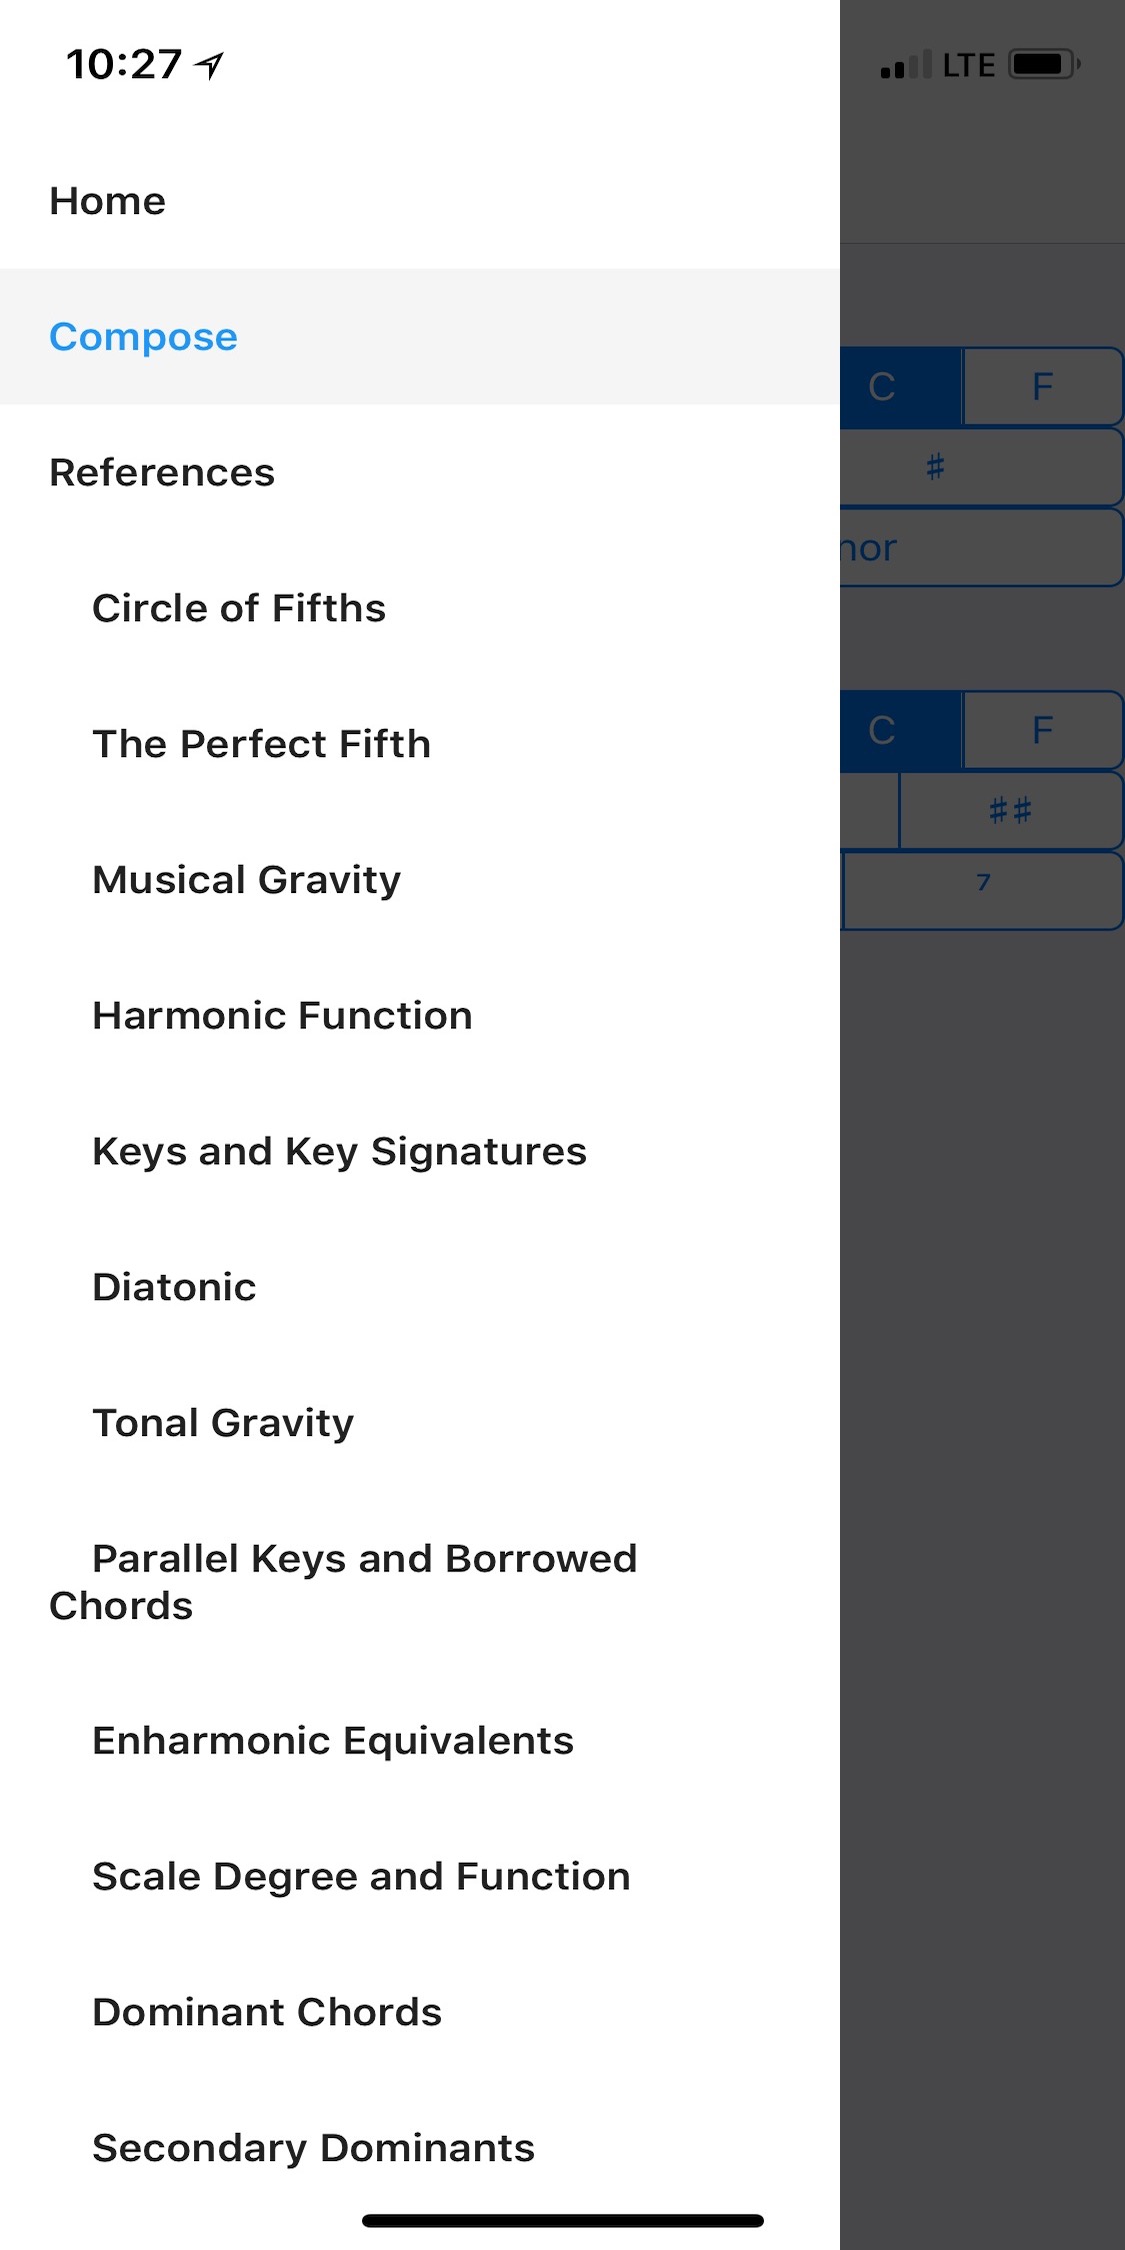 10:27 LTE
Home
Compose
References
Circle of Fifths
The Perfect Fifth
Musical Gravity
Harmonic Function
Keys and Key Signatures
Diatonic
Tonal Gravity
Parallel Keys and Borrowed
Chords
Enharmonic Equivalents
Scale Degree and Function
Dominant Chords
Secondary Dominants
C F
#
nor
C F
##
7